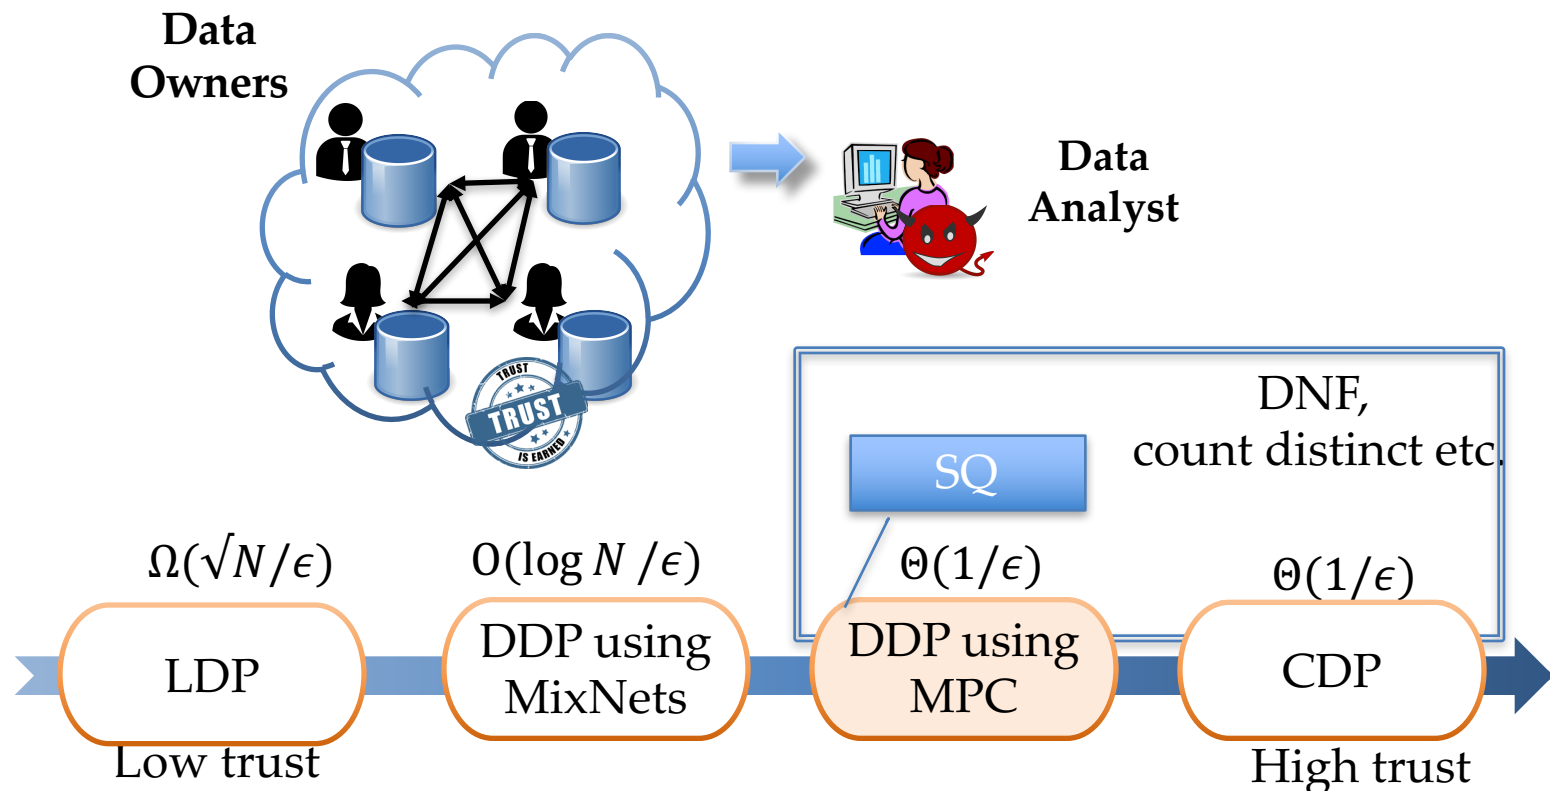 Data
Owners
Data
Analyst
TRUST
TRUST
IS EARNED
DNF,
count distinct etc.
SQ
Ω(√N/ϵ)
O(log N /ϵ)
Θ(1/ϵ)
Θ(1/ϵ)
LDP
DDP using
MixNets
DDP using
MPC
CDP
Low trust
High trust